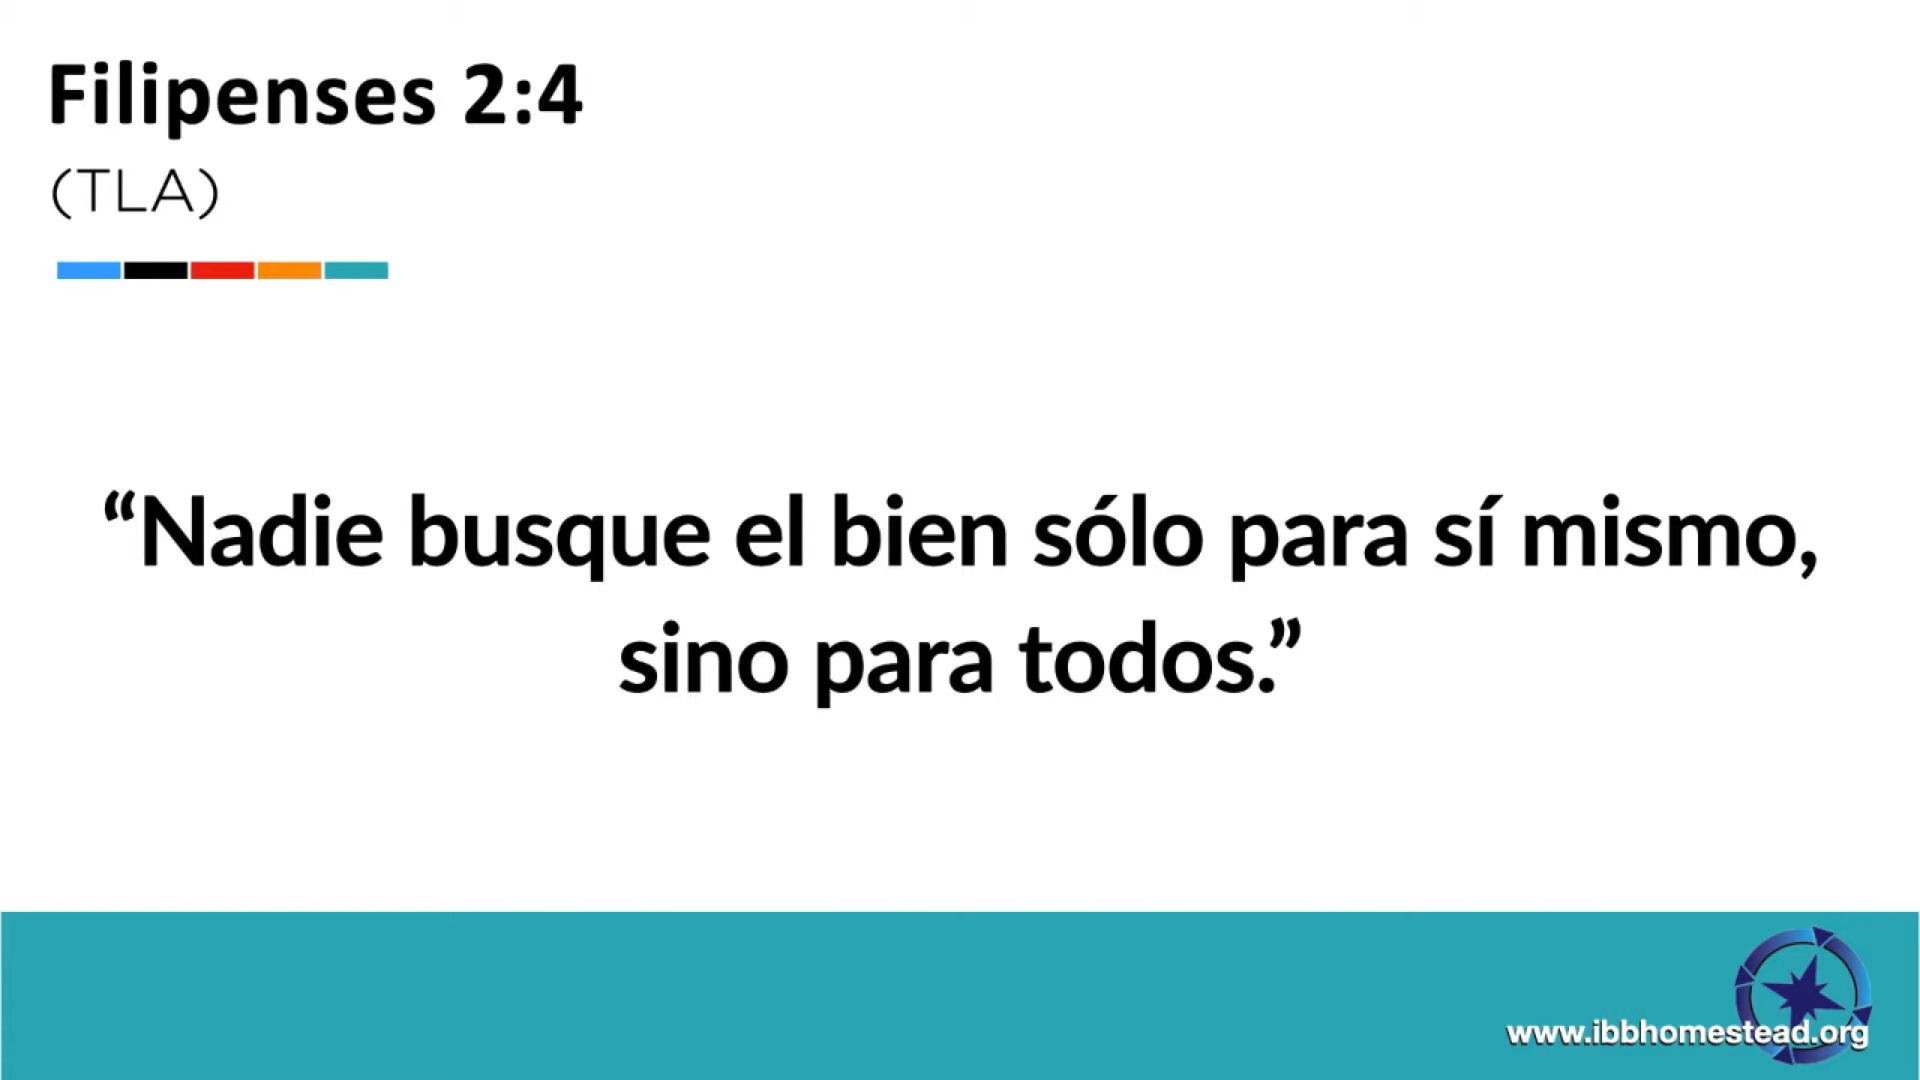 Filipenses 2:4
(TLA)
“Nadie busque el bien sólo para sí mismo,
sino para todos.”
www.ibbhomestead.org